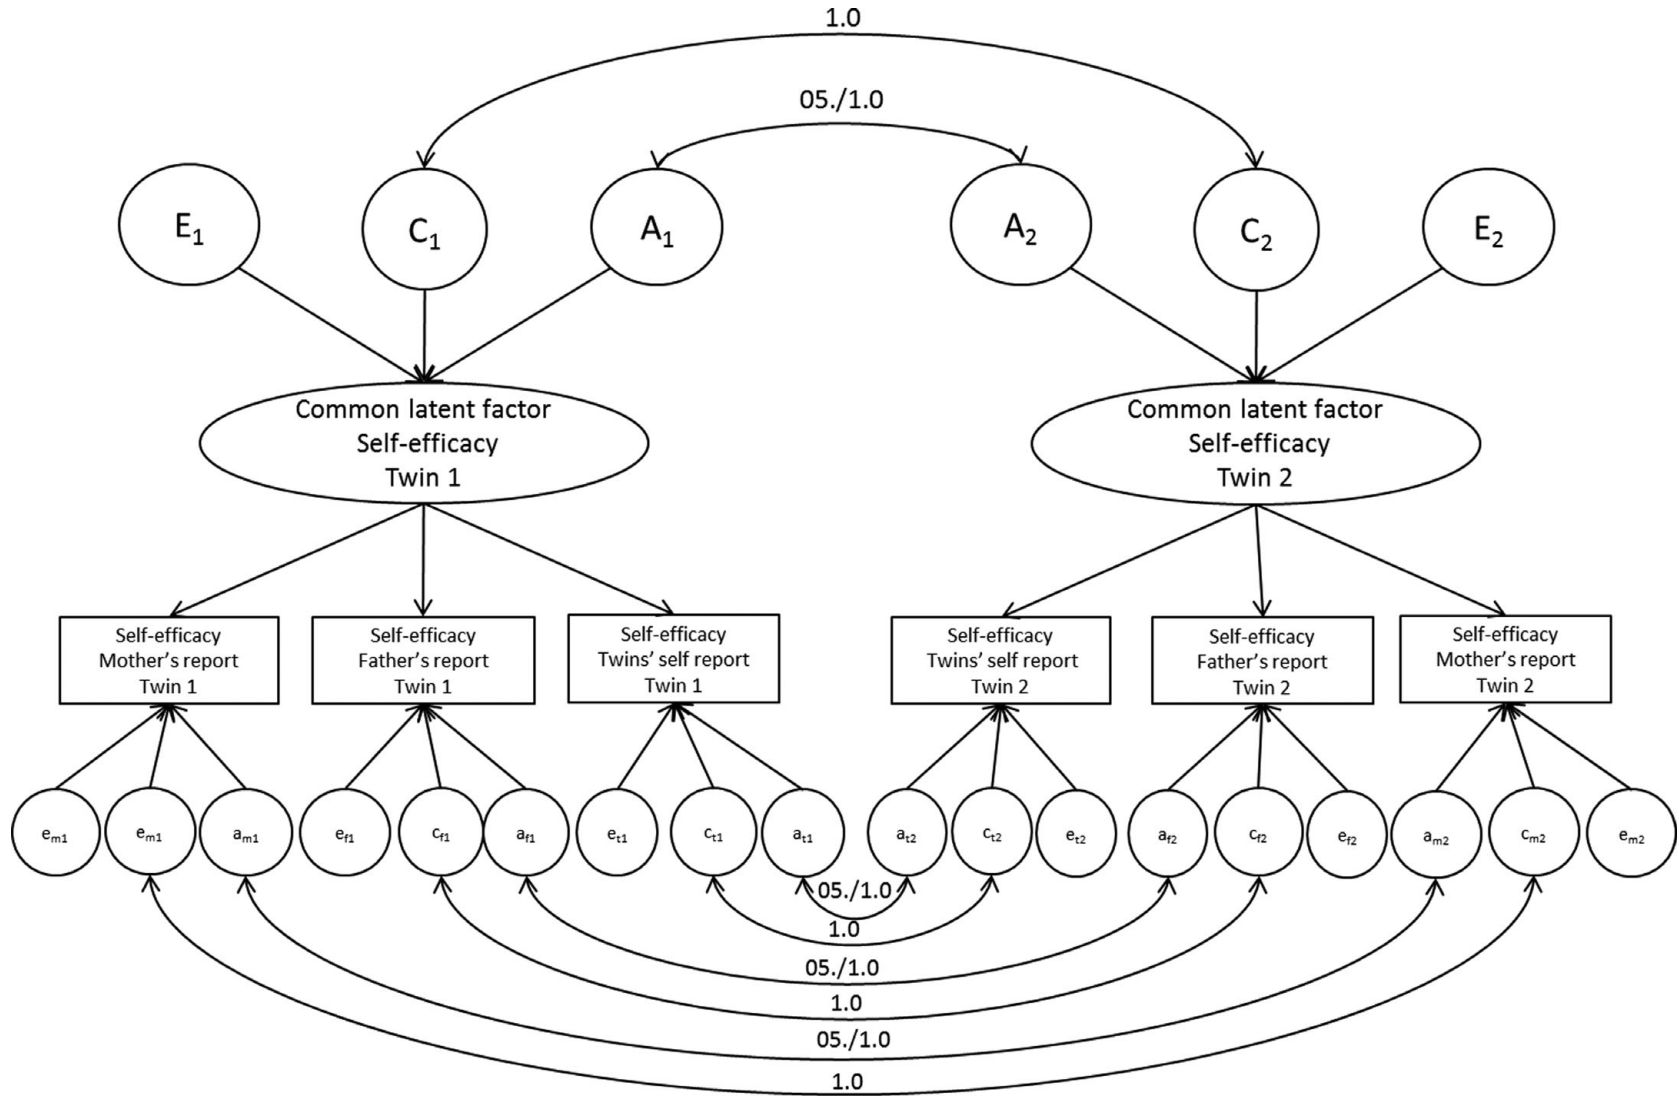 1.0
05./1.0
E1
C1
A1
A2
C2
E2
Common latent factor
Self-efficacy
Twin 1
Common latent factor
Self-efficacy
Twin 2
Self-efficacy
Mother's report
Twin 1
Self-efficacy
Father's report
Twin 1
Self-efficacy
Twins' self report
Twin 1
Self-efficacy
Twins' self report
Twin 2
Self-efficacy
Father's report
Twin 2
Self-efficacy
Mother's report
Twin 2
em1
em1
am1
ef1
cf1
af1
et1
ct1
at1
at2
ct2
et2
af2
cf2
ef2
am2
cm2
em2
05./1.0
1.0
05./1.0
1.0
05./1.0
1.0